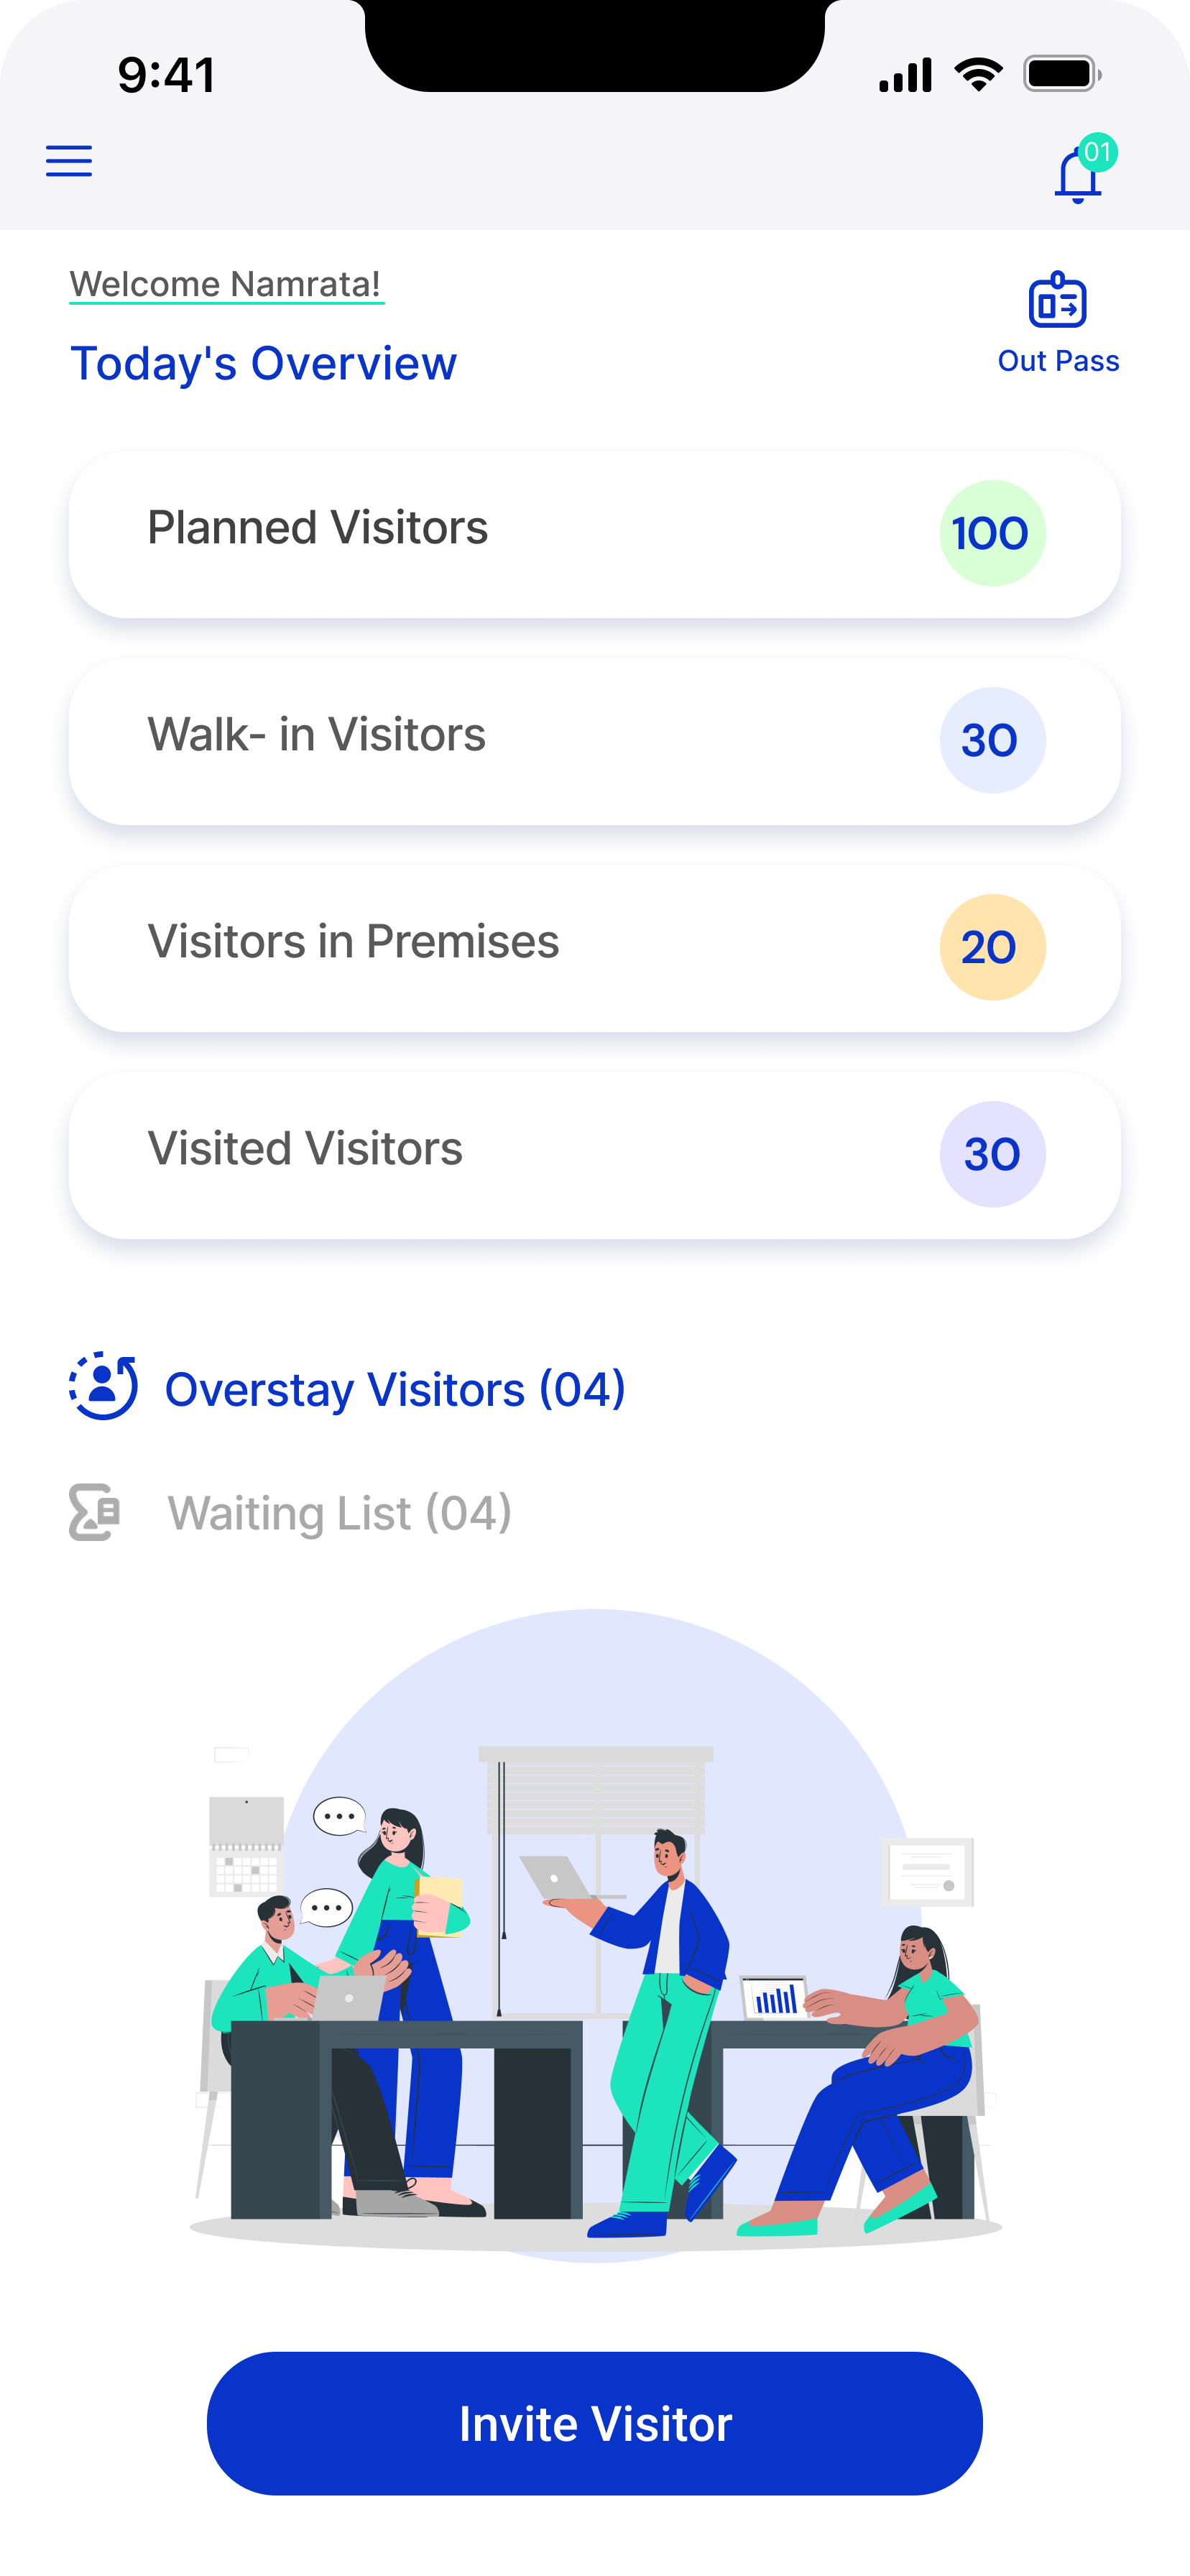 9:41
01
Welcome Namrata!
Today's Overview
Out Pass
Planned Visitors
100
Walk- in Visitors
30
Visitors in Premises
20
Visited Visitors
30
Overstay Visitors (04)
Waiting List (04)
Invite Visitor